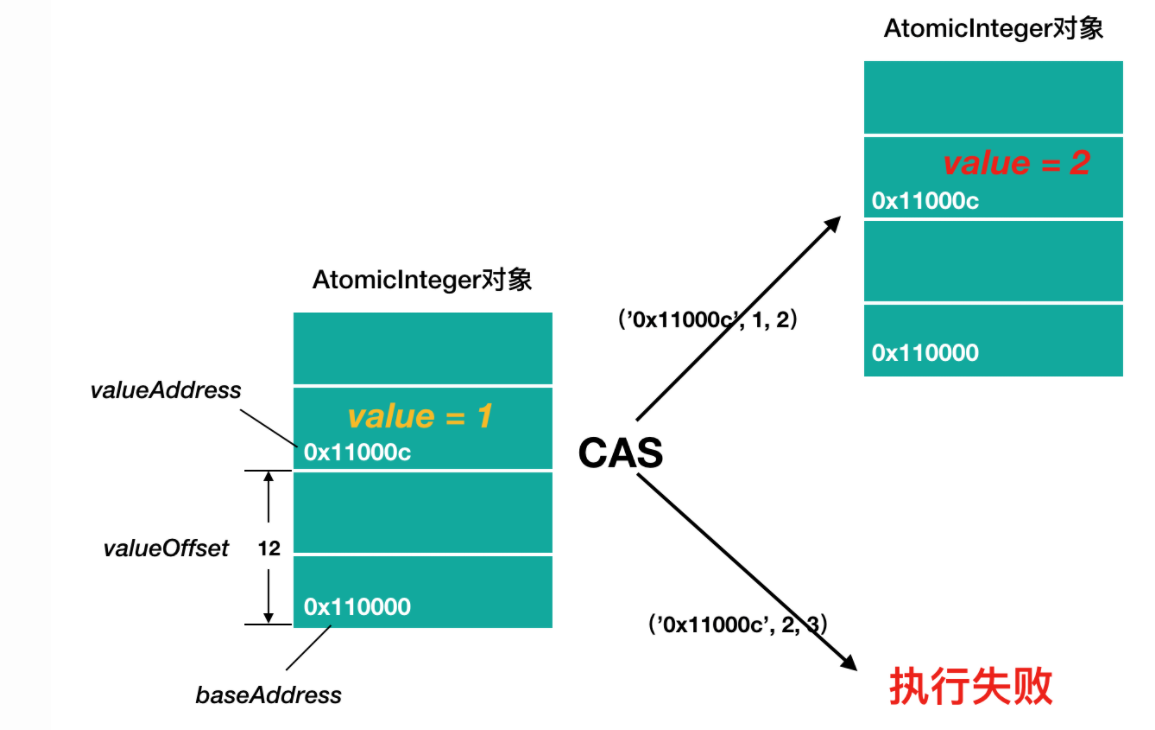 AtomicInteger对象
value = 2
0x11000c
0x110000
AtomicInteger对象
valueAddress
value = 1
0x11000c
valueOffset
12
0x110000
baseAddress
CAS
('0x11000c', 1, 2)
('0x11000c', 2, 3)
执行失败